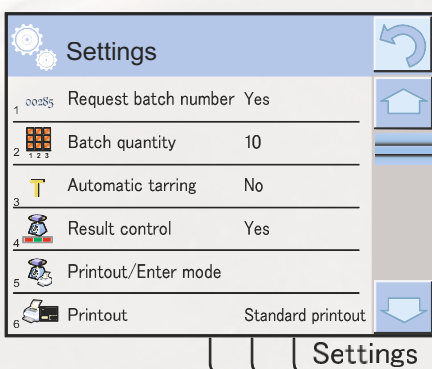 Settings
1 00285 Request batch number Yes
2 1 2 3 Batch quantity 10
3 T Automatic tarring No
4 Result control Yes
5 Printout/Enter mode
6 Printout Standard printout
Settings